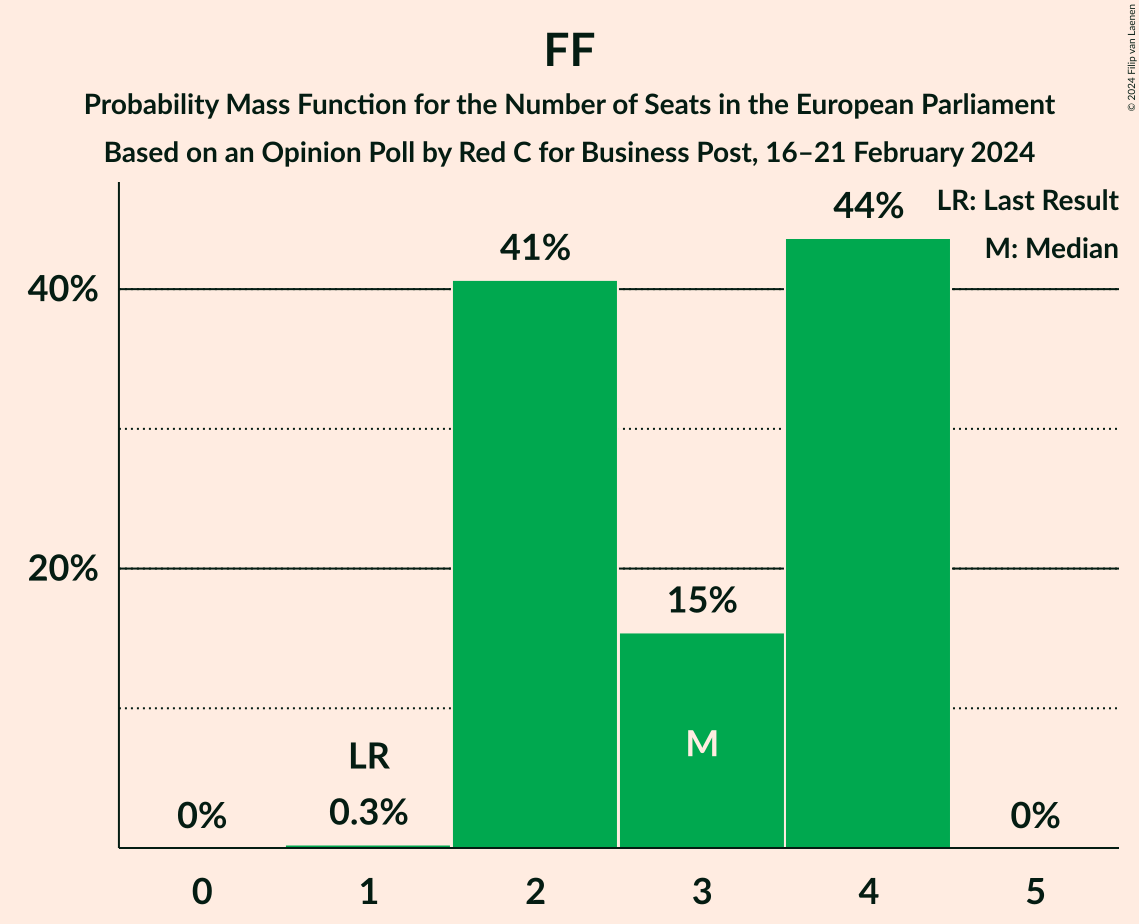 FF
Probability Mass Function for the Number of Seats in the European Parliament
Based on an Opinion Poll by Red C for Business Post, 16–21 February 2024
© 2024 Filip van Laenen
LR: Last Result
M: Median
40%
20%
0%
LR
0.3%
41%
15%
M
44%
0%
0 1 2 3 4 5